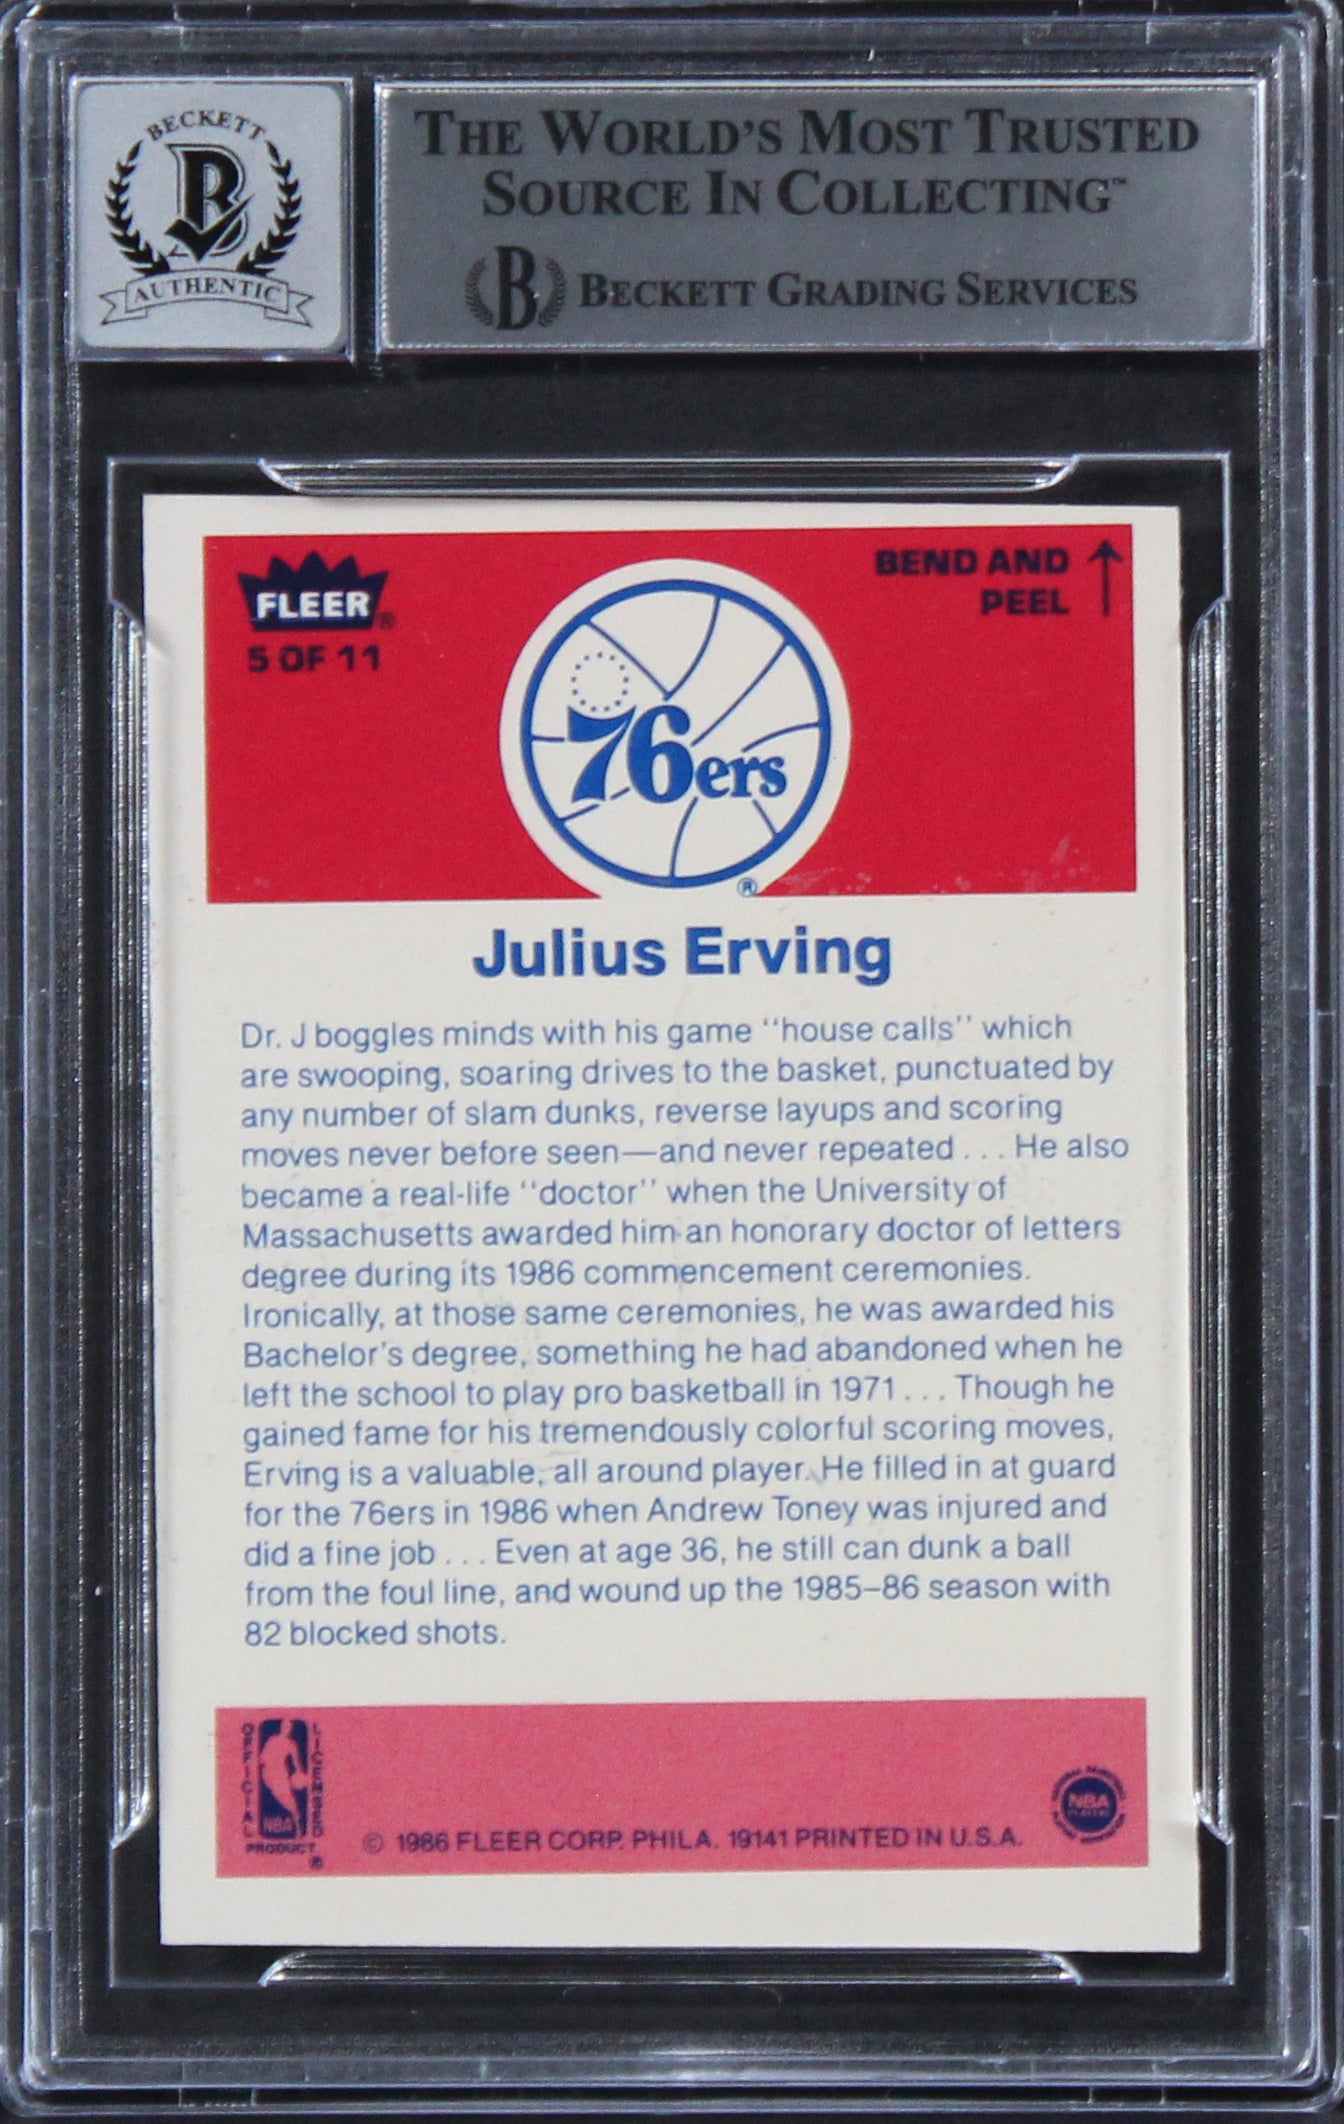 BECKETT
B
AUTHENTIC
THE WORLD'S MOST TRUSTED
SOURCE IN COLLECTING™
B BECKETT GRADING SERVICES
FLEER®
5 OF 11
BEND AND
PEEL
76ers
®
Julius Erving
Dr. J boggles minds with his game "house calls" which
are swooping, soaring drives to the basket, punctuated by
any number of slam dunks, reverse layups and scoring
moves never before seen—and never repeated . . . He also
became a real-life "doctor" when the University of
Massachusetts awarded him an honorary doctor of letters
degree during its 1986 commencement ceremonies.
Ironically, at those same ceremonies, he was awarded his
Bachelor's degree, something he had abandoned when he
left the school to play pro basketball in 1971 . . . Though he
gained fame for his tremendously colorful scoring moves,
Erving is a valuable, all around player. He filled in at guard
for the 76ers in 1986 when Andrew Toney was injured and
did a fine job . . . Even at age 36, he still can dunk a ball
from the foul line, and wound up the 1985–86 season with
82 blocked shots.
OFFICIAL
LICENSED
NBA
PRODUCT
®
© 1986 FLEER CORP. PHILA. 19141 PRINTED IN U.S.A.
NBA
PLAYERS